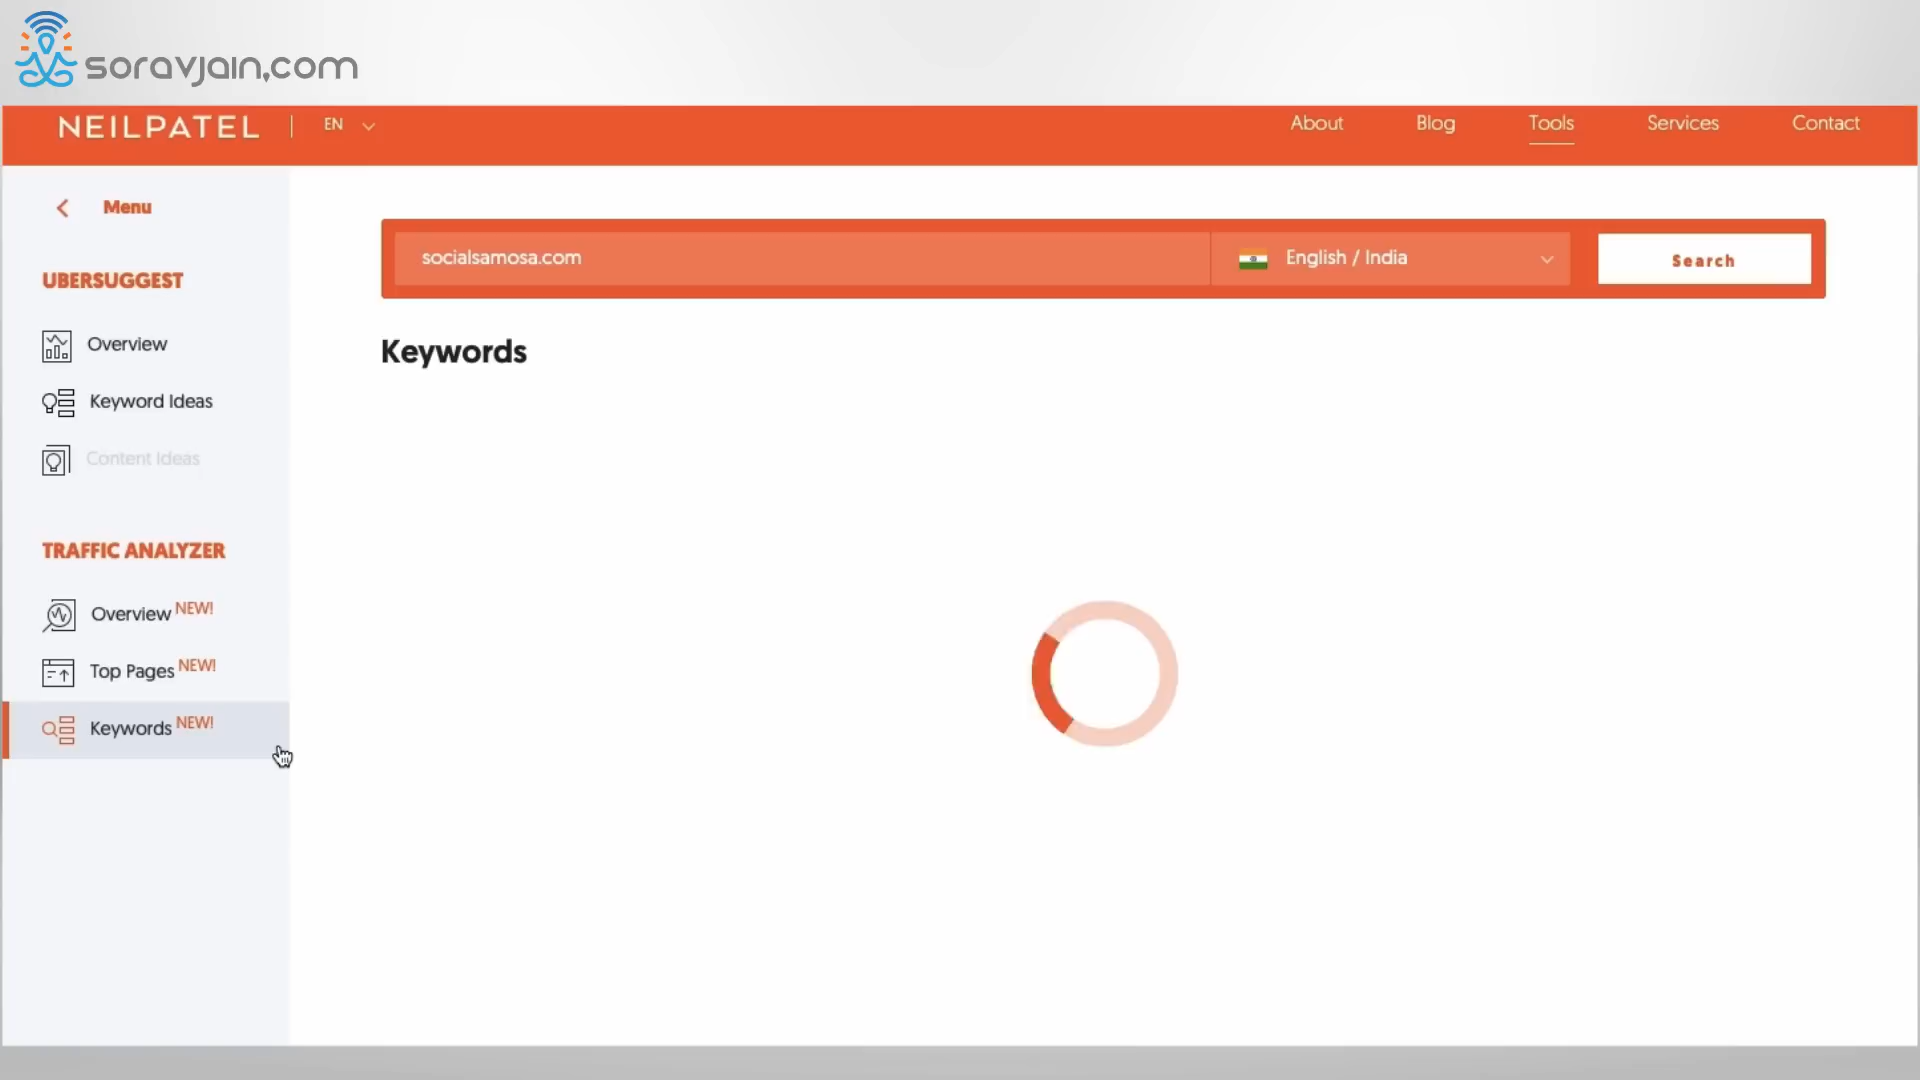 soravjain.com
NEILPATEL | EN
About Blog Tools Services Contact
Menu
socialsamosa.com English / India Search
UBERSUGGEST
Keywords
Overview
Keyword Ideas
Content Ideas
TRAFFIC ANALYZER
Overview NEW!
Top Pages NEW!
Keywords NEW!